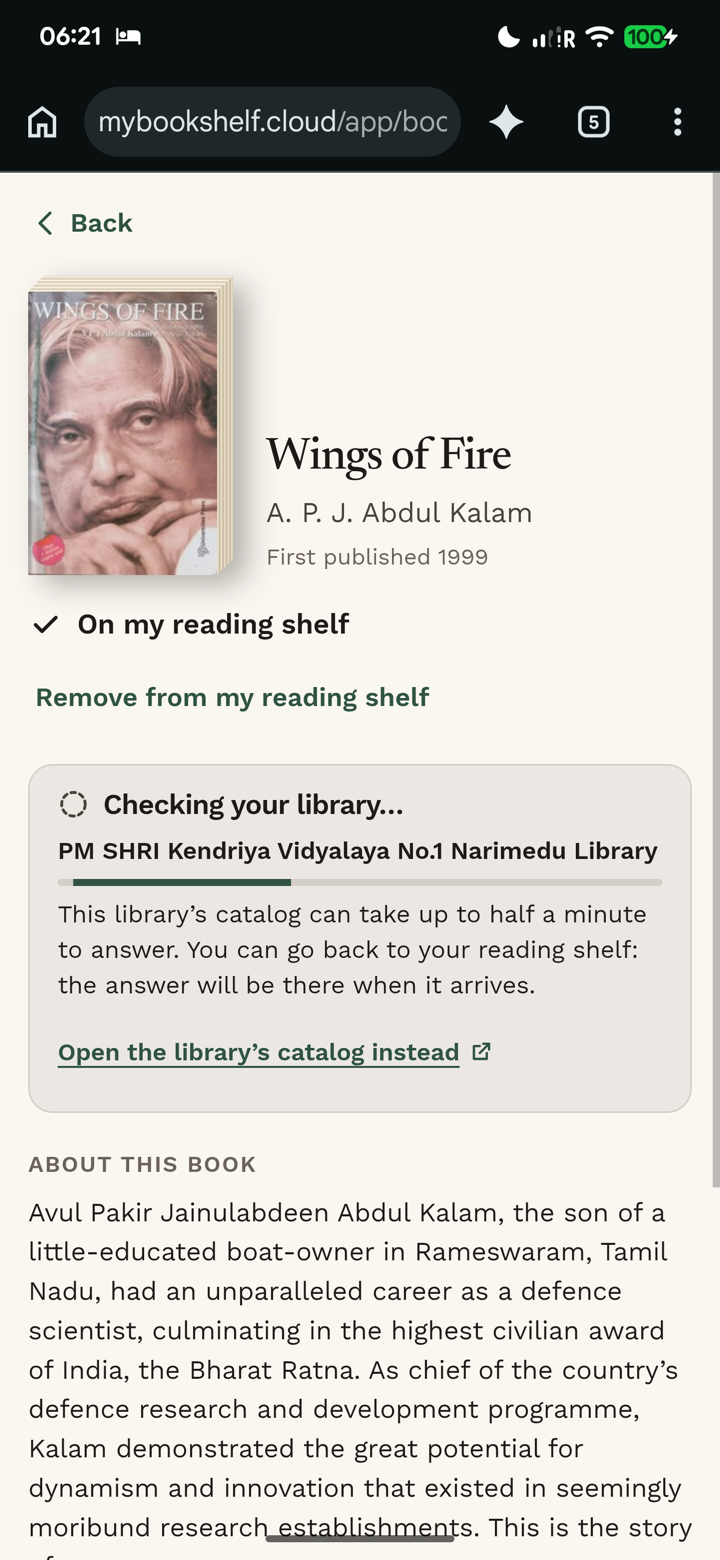 06:21
R
100
mybookshelf.cloud/app/boo
5
Back
WINGS OF FIRE
A P J Abdul Kalam
Wings of Fire
A. P. J. Abdul Kalam
First published 1999
On my reading shelf
Remove from my reading shelf
Checking your library...
PM SHRI Kendriya Vidyalaya No.1 Narimedu Library
This library’s catalog can take up to half a minute
to answer. You can go back to your reading shelf:
the answer will be there when it arrives.
Open the library’s catalog instead
ABOUT THIS BOOK
Avul Pakir Jainulabdeen Abdul Kalam, the son of a
little-educated boat-owner in Rameswaram, Tamil
Nadu, had an unparalleled career as a defence
scientist, culminating in the highest civilian award
of India, the Bharat Ratna. As chief of the country’s
defence research and development programme,
Kalam demonstrated the great potential for
dynamism and innovation that existed in seemingly
moribund research establishments. This is the story